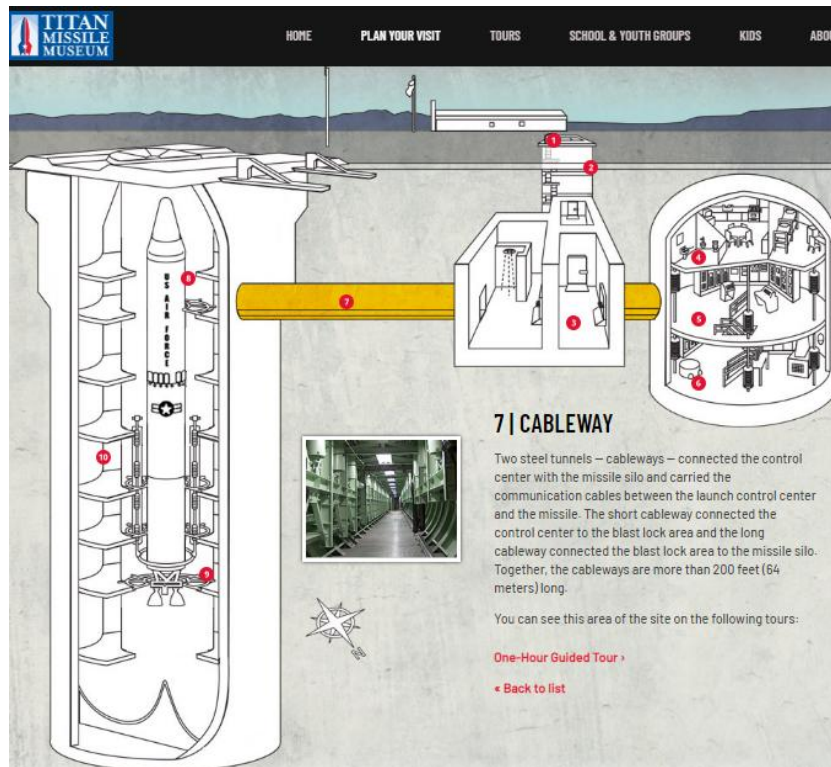 TITAN
MISSILE
MUSEUM
HOME PLAN YOUR VISIT TOURS SCHOOL & YOUTH GROUPS KIDS
1
2
8
7
4
3
5
6
US AIR FORCE
7 | CABLEWAY
Two steel tunnels – cableways – connected the control
center with the missile silo and carried the
communication cables between the launch control center
and the missile. The short cableway connected the
control center to the blast lock area and the long
cableway connected the blast lock area to the missile silo.
Together, the cableways are more than 200 feet (64
meters) long.
10
9
You can see this area of the site on the following tours:
N
One-Hour Guided Tour ›
« Back to list